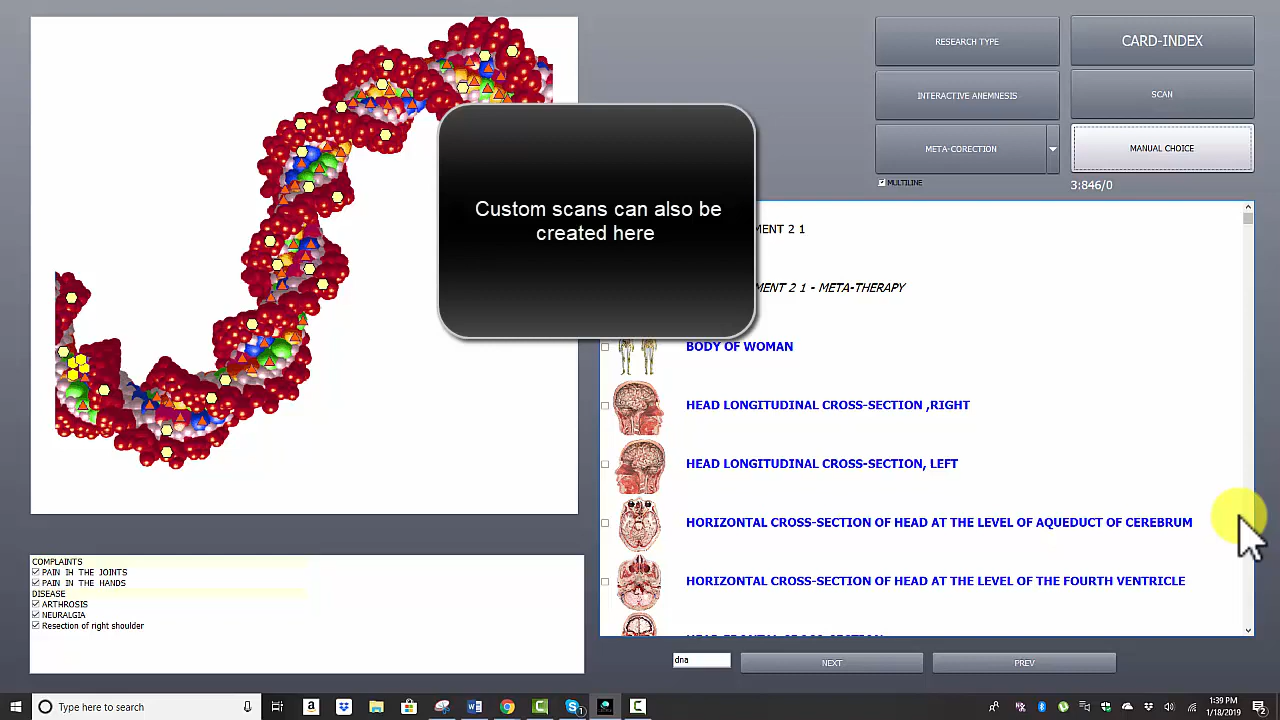 RESEARCH TYPE
CARD-INDEX
INTERACTIVE ANEMNESIS
SCAN
META-CORECTION
MANUAL CHOICE
MULTILINE
3:846/0
Custom scans can also be
created here
MENT 2 1
MENT 2 1 - META-THERAPY
BODY OF WOMAN
HEAD LONGITUDINAL CROSS-SECTION ,RIGHT
HEAD LONGITUDINAL CROSS-SECTION, LEFT
HORIZONTAL CROSS-SECTION OF HEAD AT THE LEVEL OF AQUEDUCT OF CEREBRUM
HORIZONTAL CROSS-SECTION OF HEAD AT THE LEVEL OF THE FOURTH VENTRICLE
HEAD FRONTAL CROSS-SECTION
COMPLAINTS
PAIN IH THE JOINTS
PAIN IN THE HANDS
DISEASE
ARTHROSIS
NEURALGIA
Resection of right shoulder
dna
NEXT
PREV
Type here to search
1:39 PM
1/18/2019